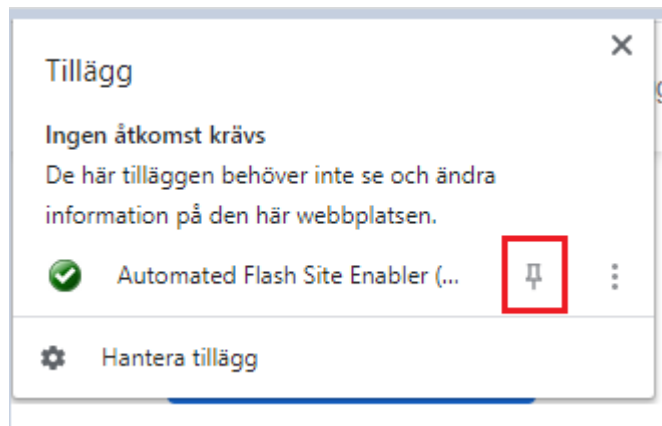 Tillägg
Ingen åtkomst krävs
De här tilläggen behöver inte se och ändra
information på den här webbplatsen.
Automated Flash Site Enabler (...
Hantera tillägg